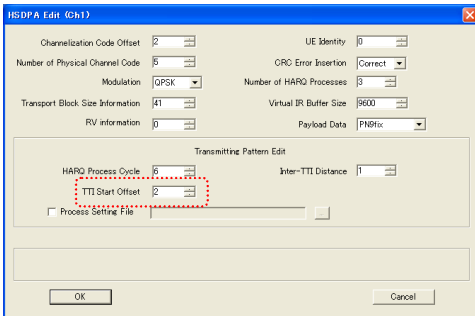 HSDPA Edit (Ch1)
Channelization Code Offset 2 UE Identity 0
Number of Physical Channel Code 5 CRC Error Insertion Correct
Modulation QPSK Number of HARQ Processes 3
Transport Block Size Information 41 Virtual IR Buffer Size 9600
RV information 0 Payload Data PN9fix
Transmitting Pattern Edit
HARQ Process Cycle 6 Inter-TTI Distance 1
TTI Start Offset 2
Process Setting File ...
OK Cancel